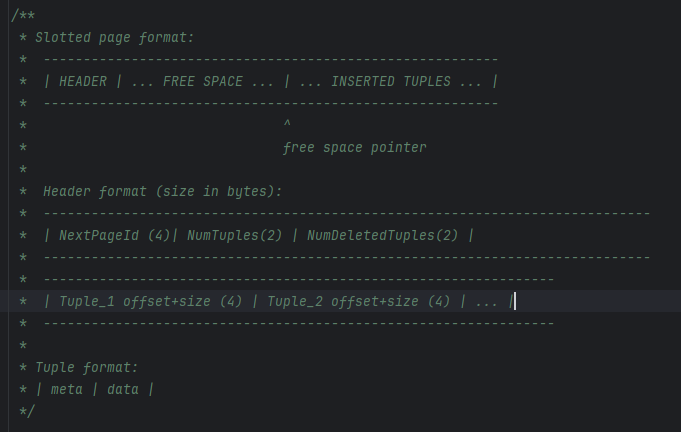 /**
 * Slotted page format:
 *  ---------------------------------------------------------
 *  | HEADER | ... FREE SPACE ... | ... INSERTED TUPLES ... |
 *  ---------------------------------------------------------
 *                                ^
 *                                free space pointer
 *
 *  Header format (size in bytes):
 *  ----------------------------------------------------------------------------
 *  | NextPageId (4)| NumTuples(2) | NumDeletedTuples(2) |
 *  ----------------------------------------------------------------------------
 *  ----------------------------------------------------------------
 *  | Tuple_1 offset+size (4) | Tuple_2 offset+size (4) | ... |
 *  ----------------------------------------------------------------
 *
 * Tuple format:
 * | meta | data |
 */